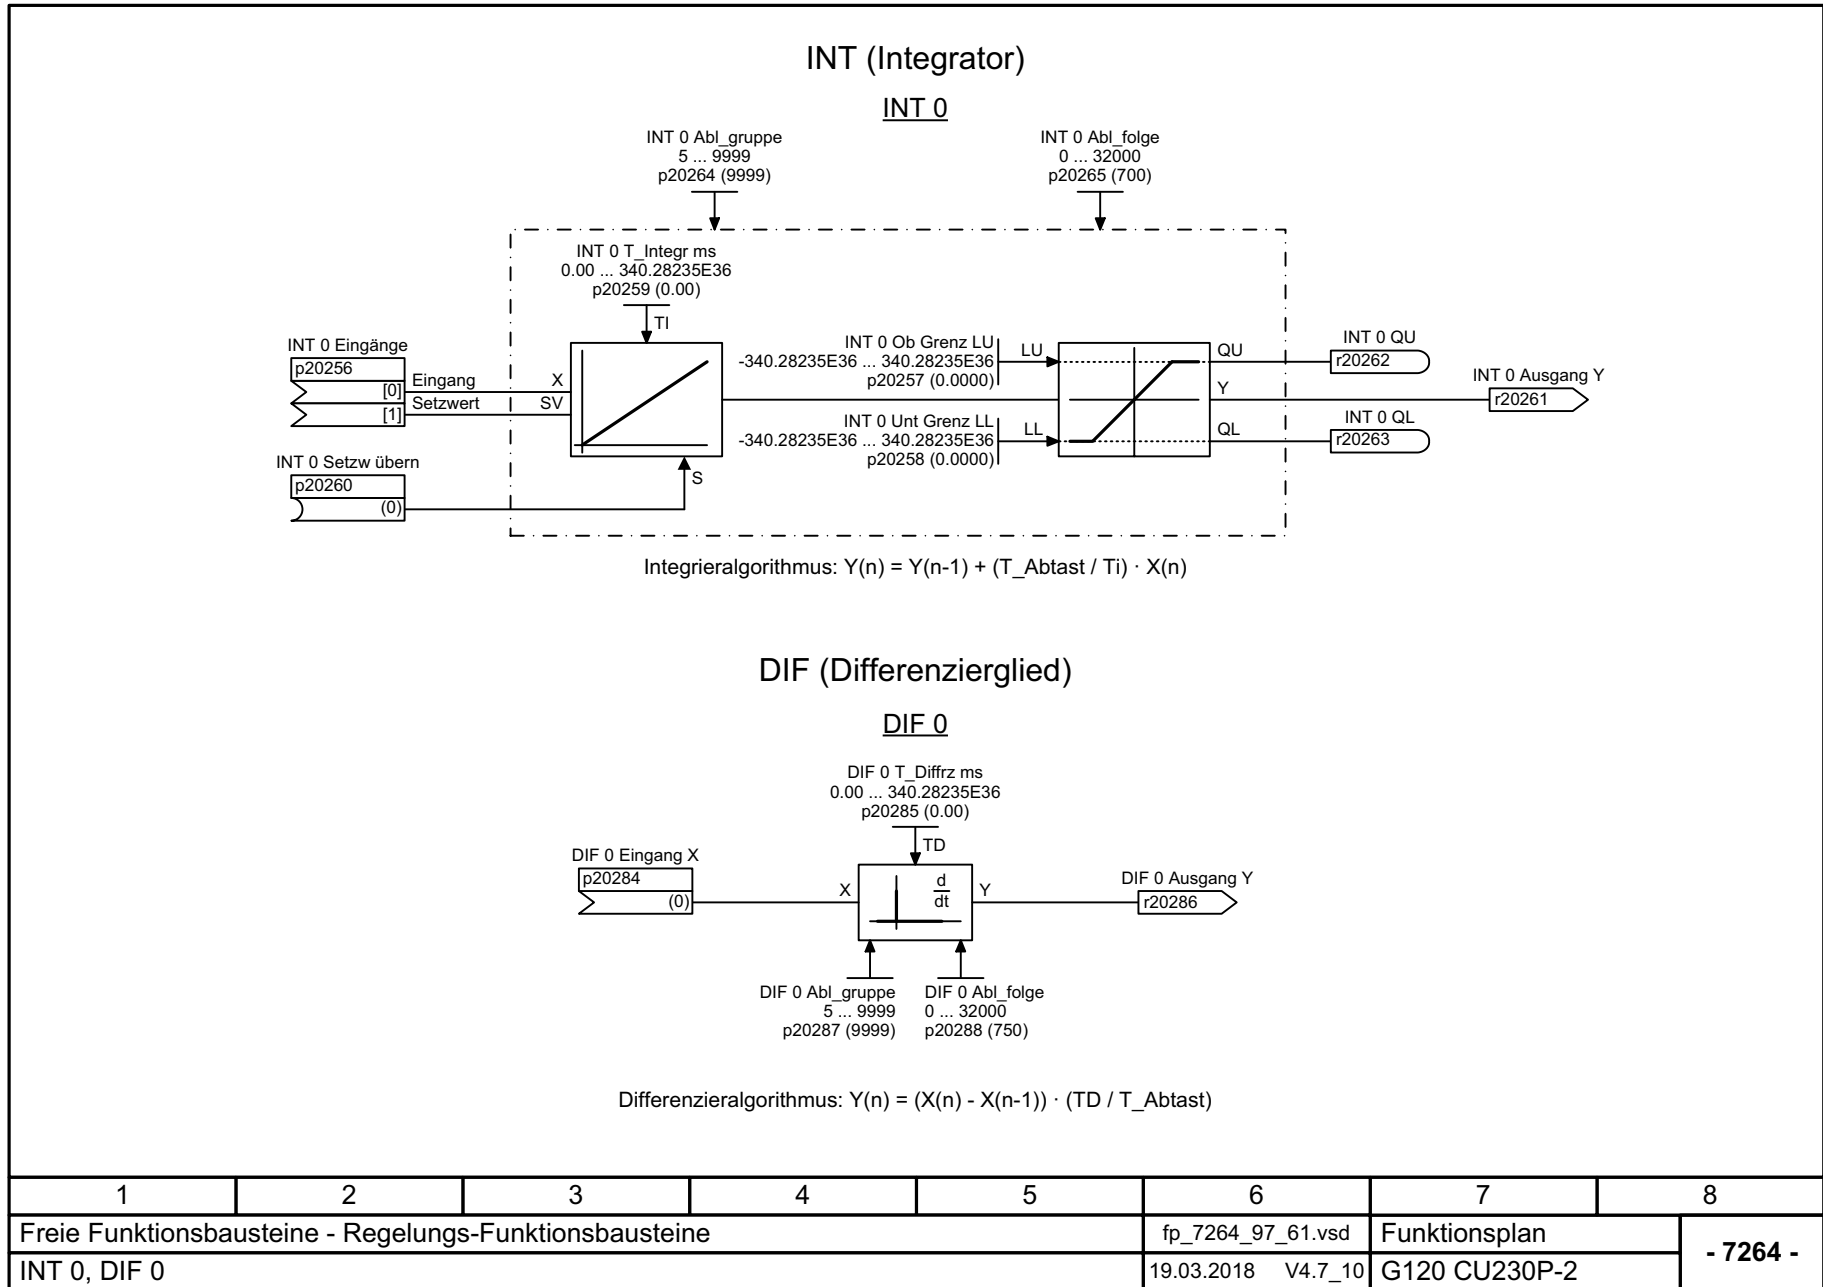 INT (Integrator)
INT 0
INT 0 Abl_gruppe
5 ... 9999
p20264 (9999)
INT 0 Abl_folge
0 ... 32000
p20265 (700)
INT 0 T_Integr ms
0.00 ... 340.28235E36
p20259 (0.00)
TI
INT 0 Eingänge
p20256
[0]
[1]
Eingang
Setzwert
X
SV
INT 0 Setzw übern
p20260
(0)
S
INT 0 Ob Grenz LU
-340.28235E36 ... 340.28235E36
p20257 (0.0000)
LU
INT 0 Unt Grenz LL
-340.28235E36 ... 340.28235E36
p20258 (0.0000)
LL
QU
Y
QL
INT 0 QU
r20262
INT 0 Ausgang Y
r20261
INT 0 QL
r20263
Integrieralgorithmus: Y(n) = Y(n-1) + (T_Abtast / Ti) · X(n)
DIF (Differenzierglied)
DIF 0
DIF 0 T_Diffrz ms
0.00 ... 340.28235E36
p20285 (0.00)
TD
DIF 0 Eingang X
p20284
(0)
X
d
dt
Y
DIF 0 Ausgang Y
r20286
DIF 0 Abl_gruppe
5 ... 9999
p20287 (9999)
DIF 0 Abl_folge
0 ... 32000
p20288 (750)
Differenzieralgorithmus: Y(n) = (X(n) - X(n-1)) · (TD / T_Abtast)
1 2 3 4 5 6 7 8
Freie Funktionsbausteine - Regelungs-Funktionsbausteine
fp_7264_97_61.vsd
Funktionsplan
- 7264 -
INT 0, DIF 0
19.03.2018 V4.7_10
G120 CU230P-2